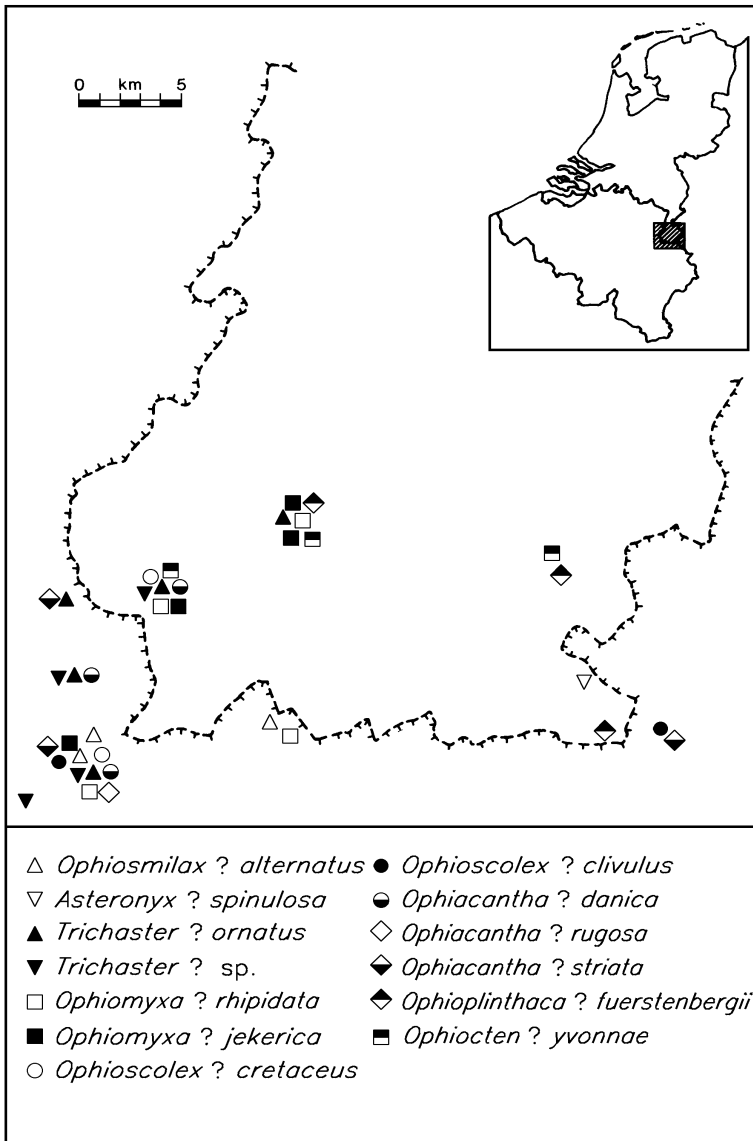 0 km 5
Ophiosmilax ? alternatus
Asteronyx ? spinulosa
Trichaster ? ornatus
Trichaster ? sp.
Ophiomyxa ? rhipidata
Ophiomyxa ? jekerica
Ophioscolex ? cretaceus
Ophioscolex ? clivulus
Ophiacantha ? danica
Ophiacantha ? rugosa
Ophiacantha ? striata
Ophioplinthaca ? fuerstenbergii
Ophiocten ? yvonnae